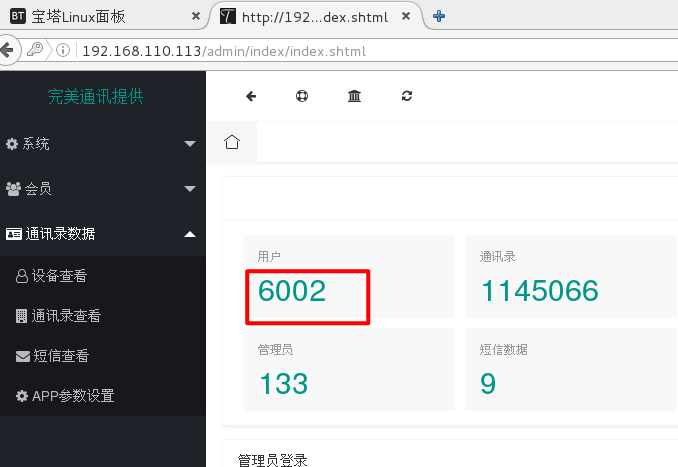 宝塔Linux面板
http://192...dex.shtml
192.168.110.113/admin/index/index.shtml
完美通讯提供
系统
会员
通讯录数据
设备查看
通讯录查看
短信查看
APP参数设置
用户
6002
通讯录
1145066
管理员
133
短信数据
9
管理员登录